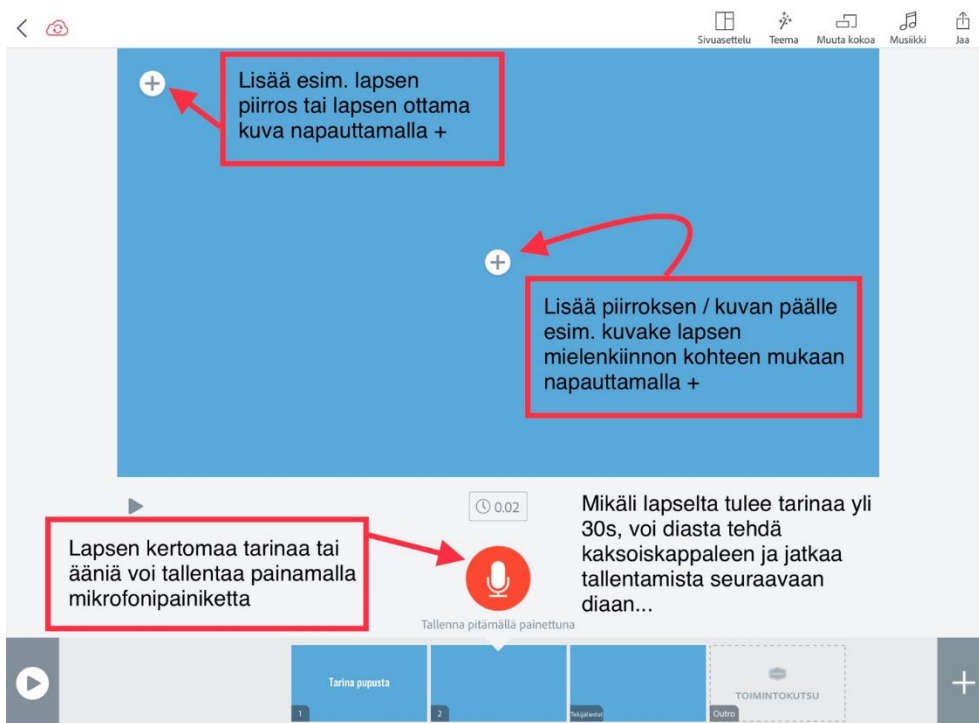 Sivuasettelu Teema Muuta kokoa Musiikki Jaa
Lisää esim. lapsen
piirros tai lapsen ottama
kuva napauttamalla +
Lisää piirroksen / kuvan päälle
esim. kuvake lapsen
mielenkiinnon kohteen mukaan
napauttamalla +
0.02
Mikäli lapselta tulee tarinaa yli
30s, voi diasta tehdä
kaksoiskappaleen ja jatkaa
tallentamista seuraavaan
diaan...
Lapsen kertomaa tarinaa tai
ääniä voi tallentaa painamalla
mikrofonipainiketta
Tallenna pitämällä painettuna
Tarina pupusta
1
2
Tekijätiedot
TOIMINTOKUTSU
Outro